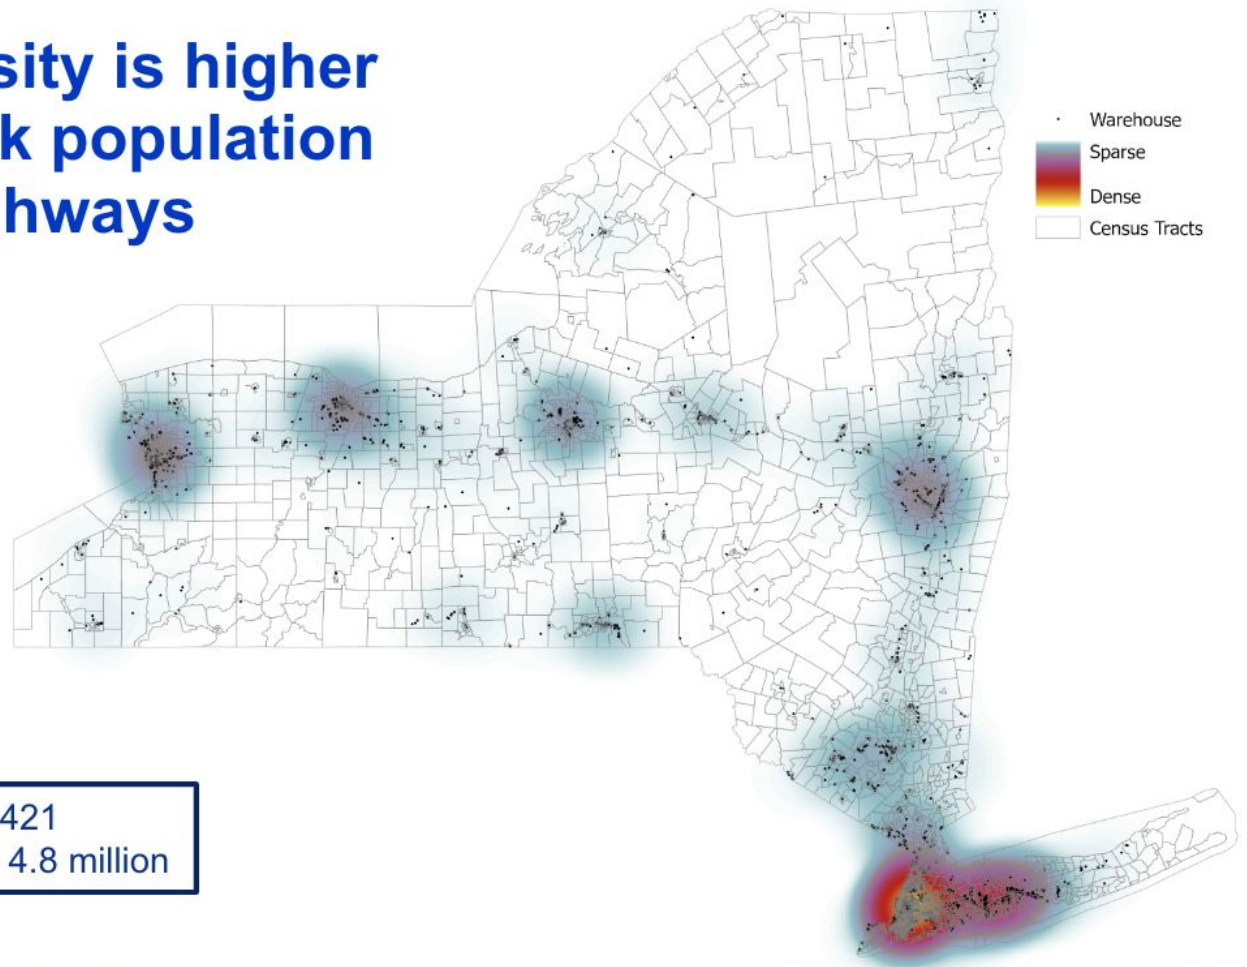 sity is higher
k population
hways
Warehouse
Sparse
Dense
Census Tracts
421
4.8 million